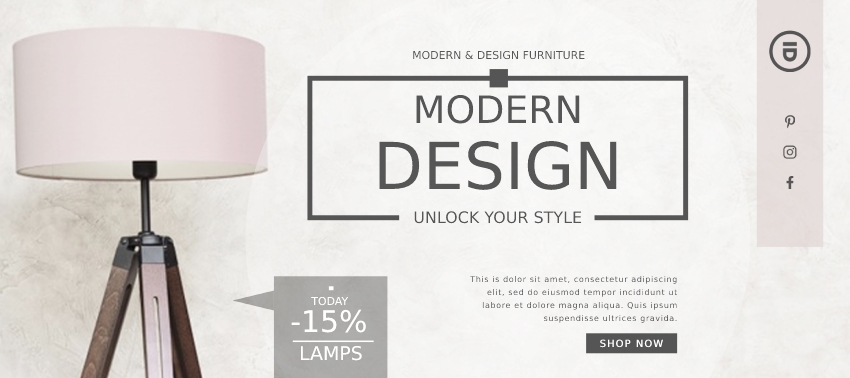 MODERN & DESIGN FURNITURE
MODERN
DESIGN
UNLOCK YOUR STYLE
TODAY
-15%
LAMPS
This is dolor sit amet, consectetur adipiscing
elit, sed do eiusmod tempor incididunt ut
labore et dolore magna aliqua. Quis ipsum
suspendisse ultrices gravida.
SHOP NOW